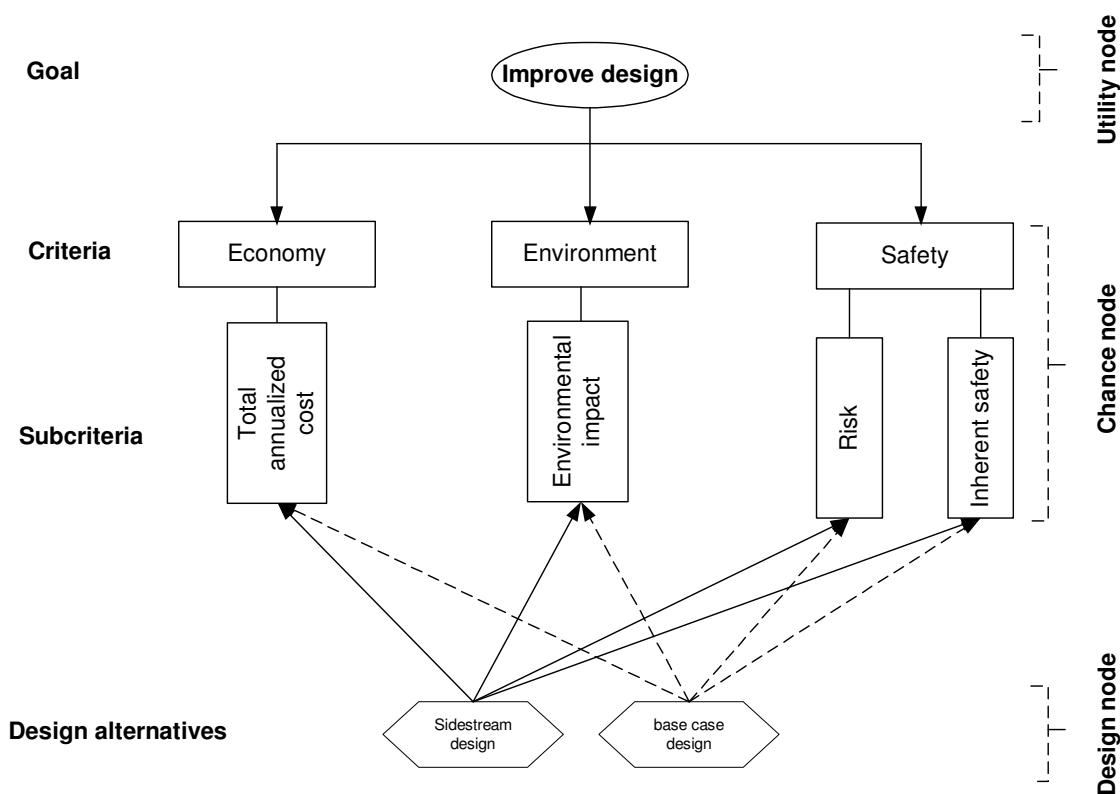 Goal
Improve design
Utility node
Criteria
Economy
Environment
Safety
Chance node
Subcriteria
Total
annualized
cost
Environmental
impact
Risk
Inherent safety
Design alternatives
Sidestream
design
base case
design
Design node